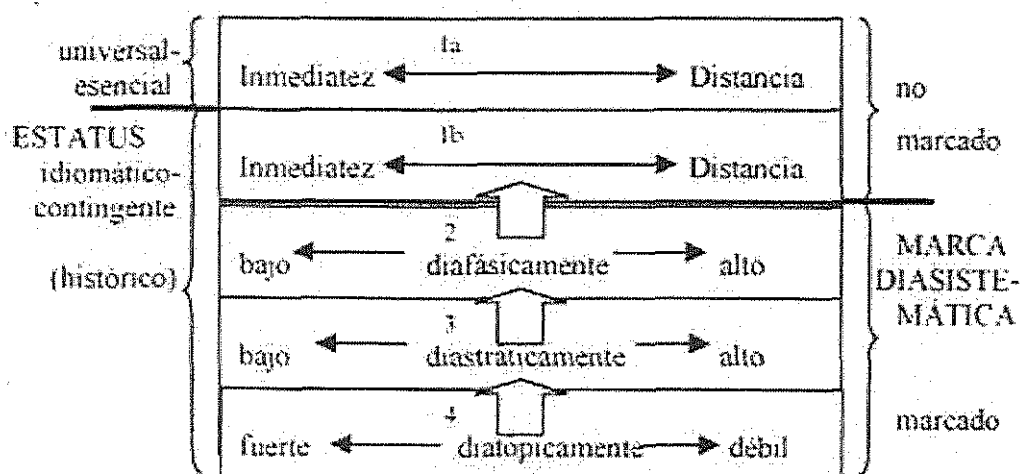 universal-
esencial
ESTATUS
idiomático-
contingente
(histórico)
1a
Inmediatez Distancia
1b
Inmediatez Distancia
2
bajo diafásicamente alto
3
bajo diastráticamente alto
4
fuerte diatópicamente débil
no
marcado
MARCA
DIASISTE-
MÁTICA
marcado